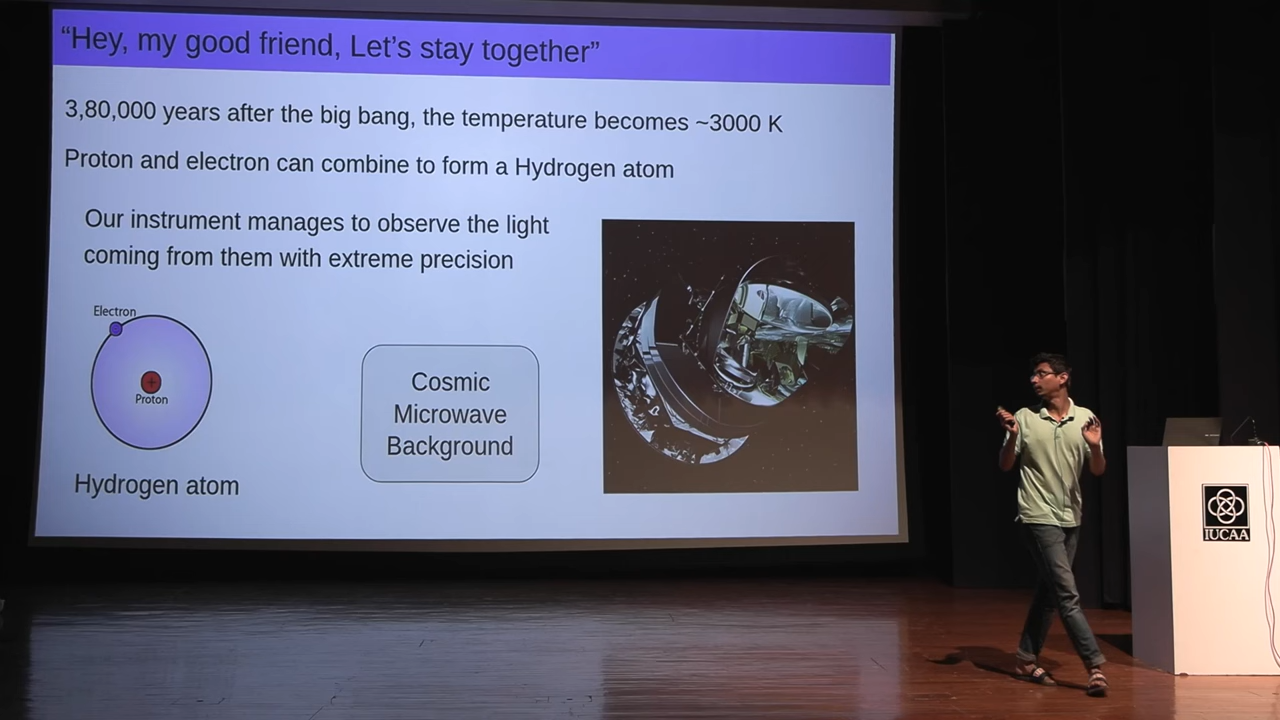 “Hey, my good friend, Let’s stay together”
3,80,000 years after the big bang, the temperature becomes ~3000 K
Proton and electron can combine to form a Hydrogen atom
Our instrument manages to observe the light
coming from them with extreme precision
Electron
+
Proton
Hydrogen atom
Cosmic
Microwave
Background
IUCAA